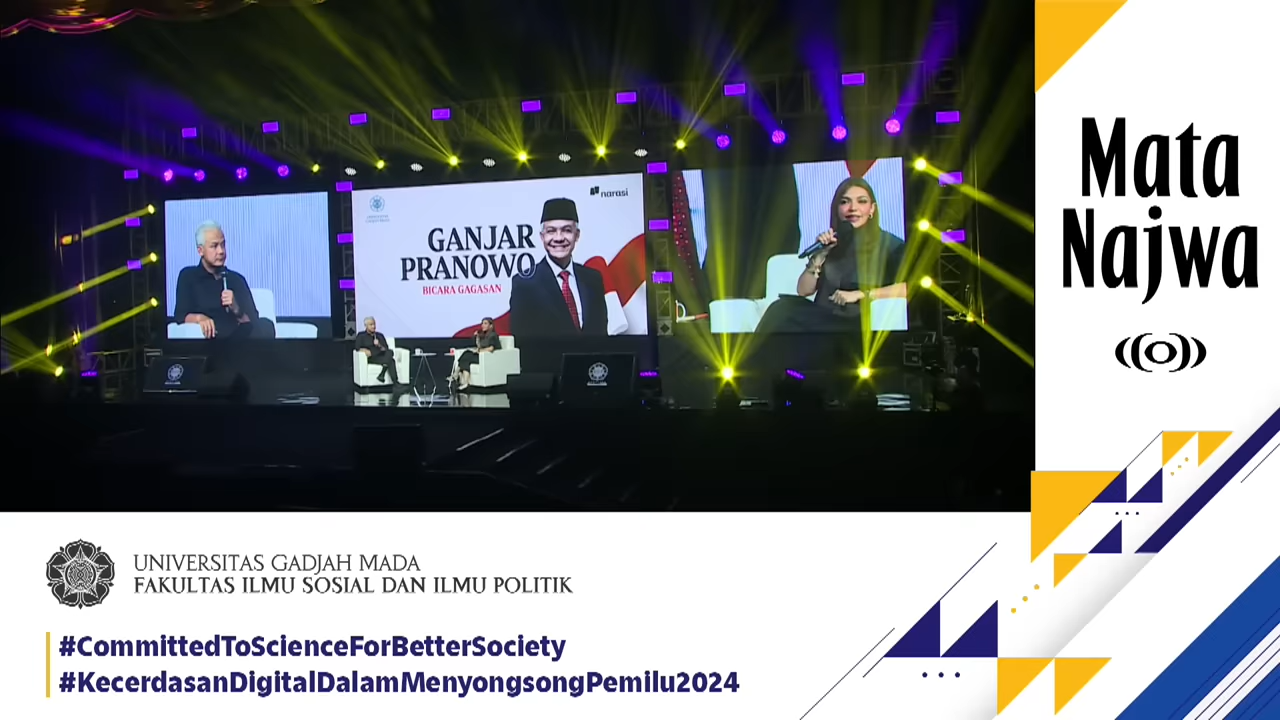 narasi
GANJAR
PRANOWO
BICARA GAGASAN
Mata
Najwa
UNIVERSITAS GADJAH MADA
FAKULTAS ILMU SOSIAL DAN ILMU POLITIK
#CommittedToScienceForBetterSociety
#KecerdasanDigitalDalamMenyongsongPemilu2024